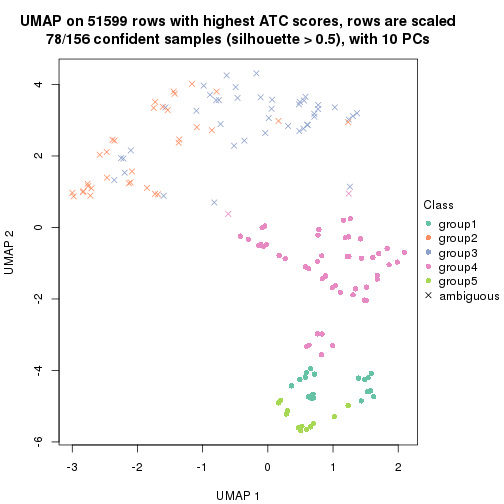 UMAP on 51599 rows with highest ATC scores, rows are scaled
78/156 confident samples (silhouette > 0.5), with 10 PCs
4
2
0
-2
-4
-6
UMAP 2
-3
-2
-1
0
1
2
UMAP 1
Class
group1
group2
group3
group4
group5
ambiguous